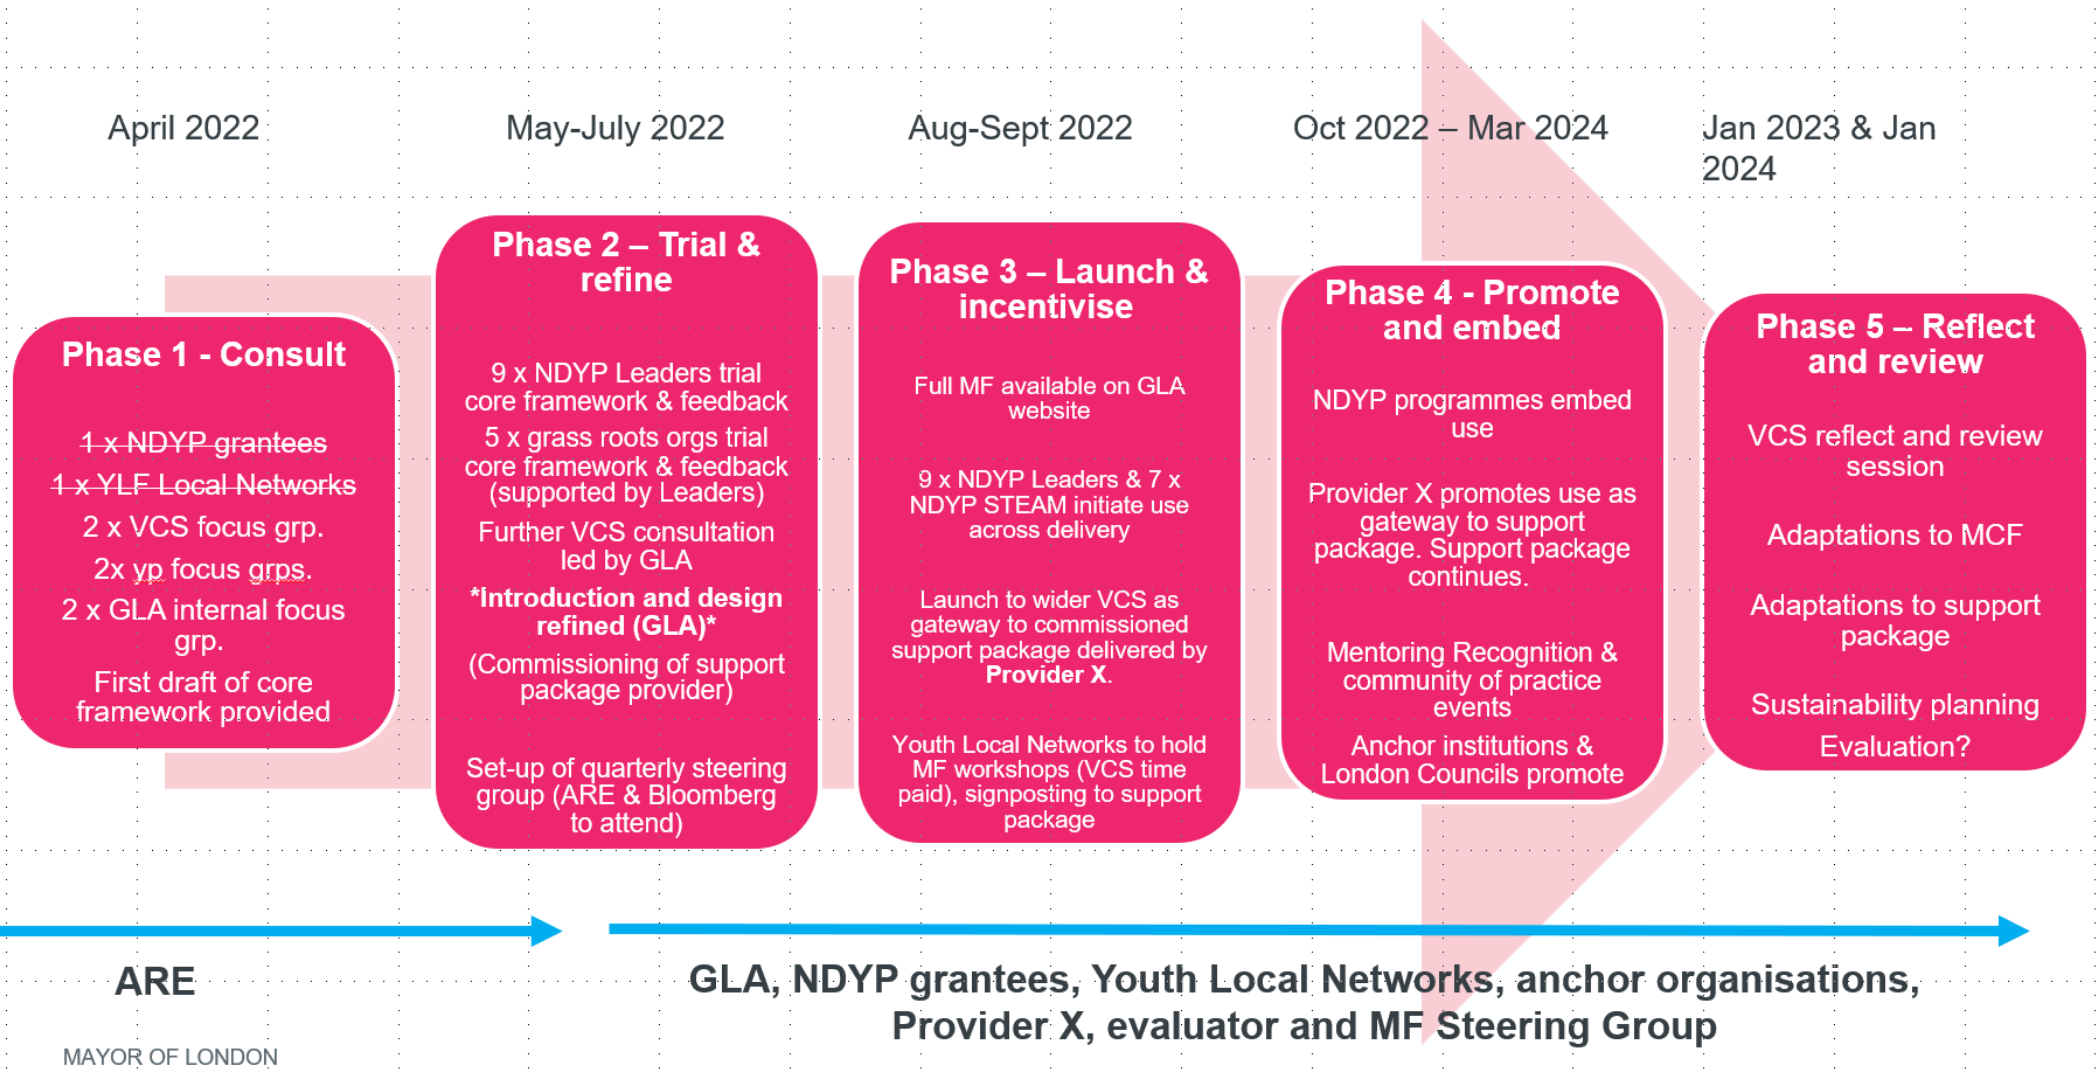 April 2022
May-July 2022
Aug-Sept 2022
Oct 2022 – Mar 2024
Jan 2023 & Jan
2024
Phase 1 - Consult
1 x NDYP grantees
1 x YLF Local Networks
2 x VCS focus grp.
2x yp focus grps.
2 x GLA internal focus
grp.
First draft of core
framework provided
Phase 2 – Trial &
refine
9 x NDYP Leaders trial
core framework & feedback
5 x grass roots orgs trial
core framework & feedback
(supported by Leaders)
Further VCS consultation
led by GLA
*Introduction and design
refined (GLA)*
(Commissioning of support
package provider)
Set-up of quarterly steering
group (ARE & Bloomberg
to attend)
Phase 3 – Launch &
incentivise
Full MF available on GLA
website
9 x NDYP Leaders & 7 x
NDYP STEAM initiate use
across delivery
Launch to wider VCS as
gateway to commissioned
support package delivered by
Provider X.
Youth Local Networks to hold
MF workshops (VCS time
paid), signposting to support
package
Phase 4 - Promote
and embed
NDYP programmes embed
use
Provider X promotes use as
gateway to support
package. Support package
continues.
Mentoring Recognition &
community of practice
events
Anchor institutions &
London Councils promote
Phase 5 – Reflect
and review
VCS reflect and review
session
Adaptations to MCF
Adaptations to support
package
Sustainability planning
Evaluation?
ARE
GLA, NDYP grantees, Youth Local Networks, anchor organisations,
Provider X, evaluator and MF Steering Group
MAYOR OF LONDON